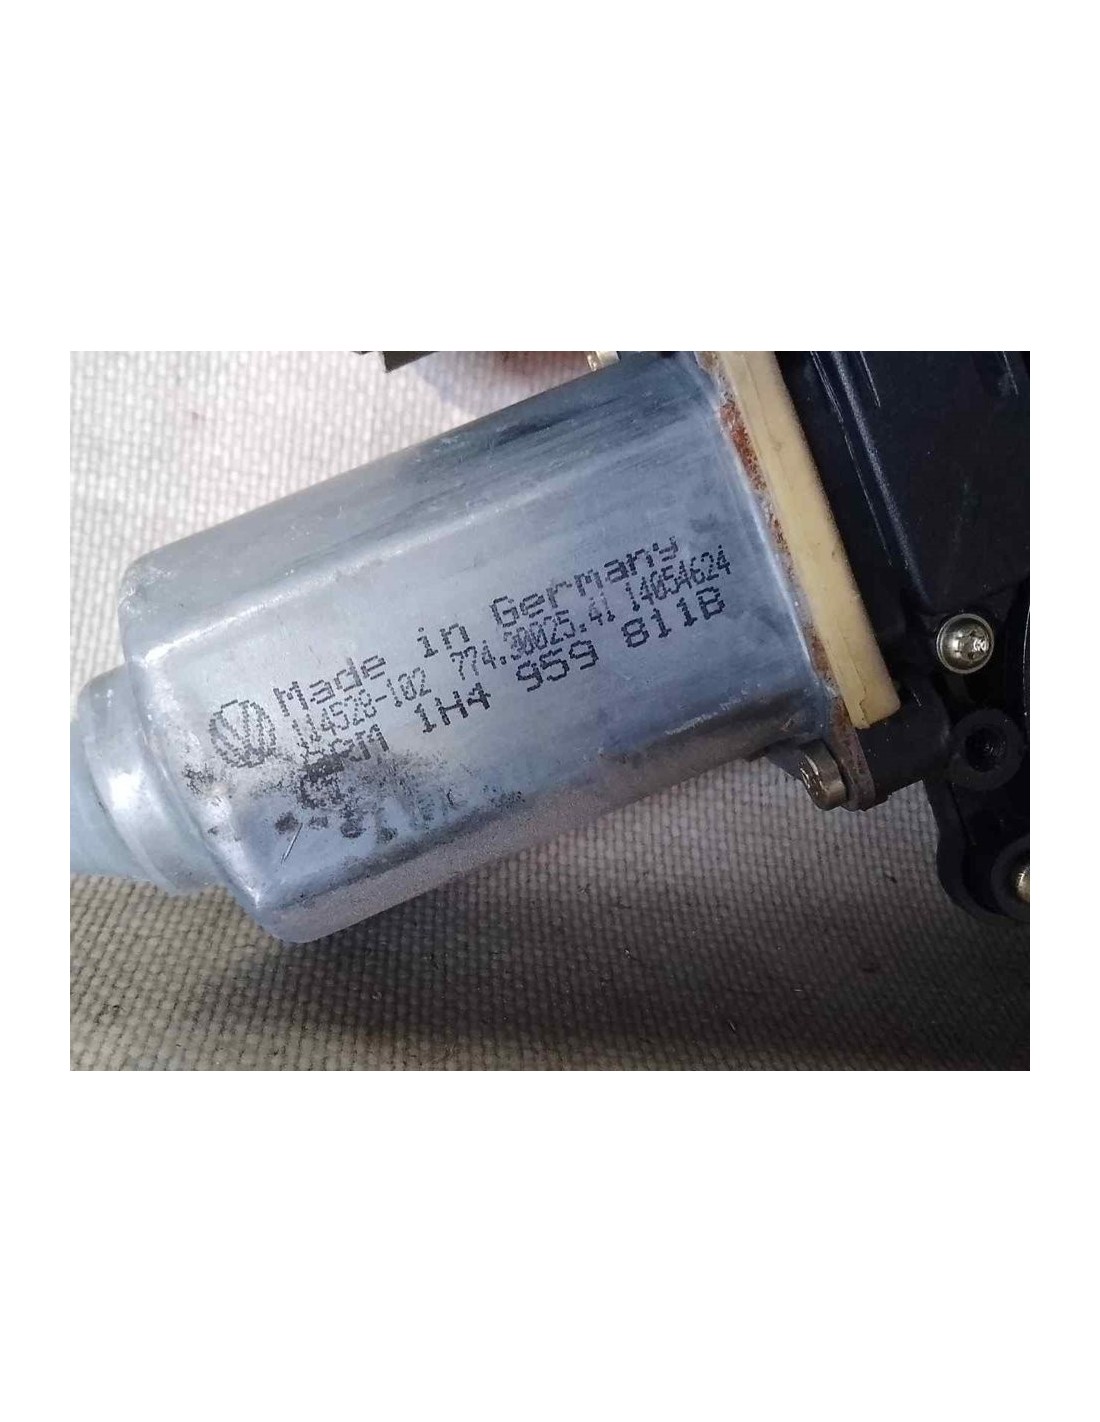 Made in Germany
114528-102 774.30025.41 14054624
1H4 959 811B